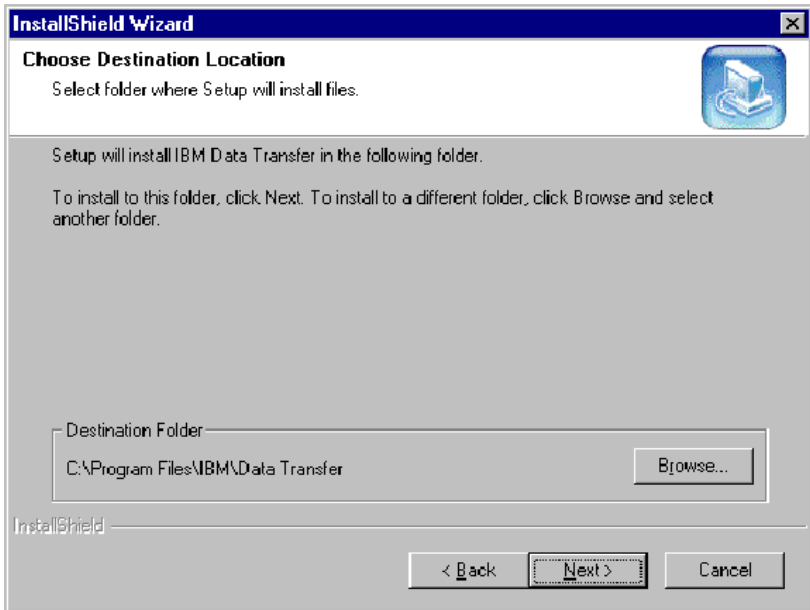 InstallShield Wizard
Choose Destination Location
Select folder where Setup will install files.
Setup will install IBM Data Transfer in the following folder.
To install to this folder, click Next. To install to a different folder, click Browse and select
another folder.
Destination Folder
C:\Program Files\IBM\Data Transfer
Browse...
InstallShield
< Back
Next >
Cancel